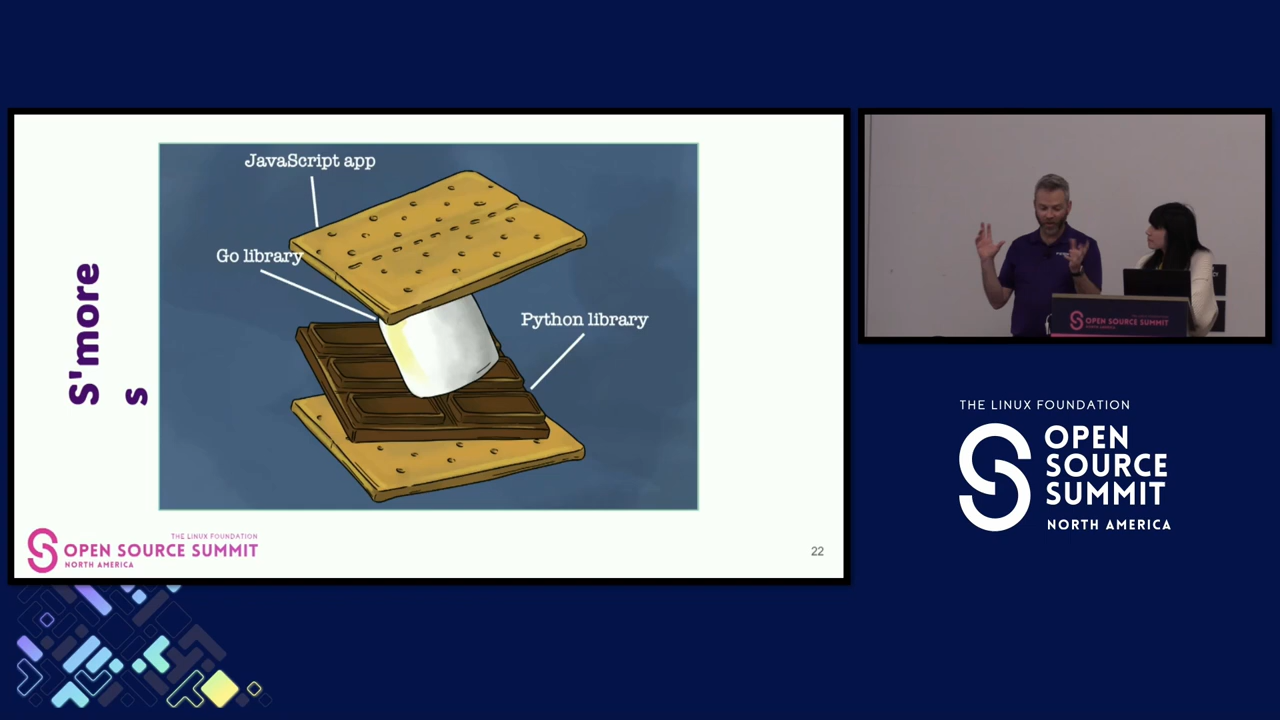 S'more
s
JavaScript app
Go library
Python library
THE LINUX FOUNDATION
OPEN SOURCE SUMMIT
NORTH AMERICA
22
OPEN SOURCE SUMMIT
THE LINUX FOUNDATION
OPEN
SOURCE
SUMMIT
NORTH AMERICA